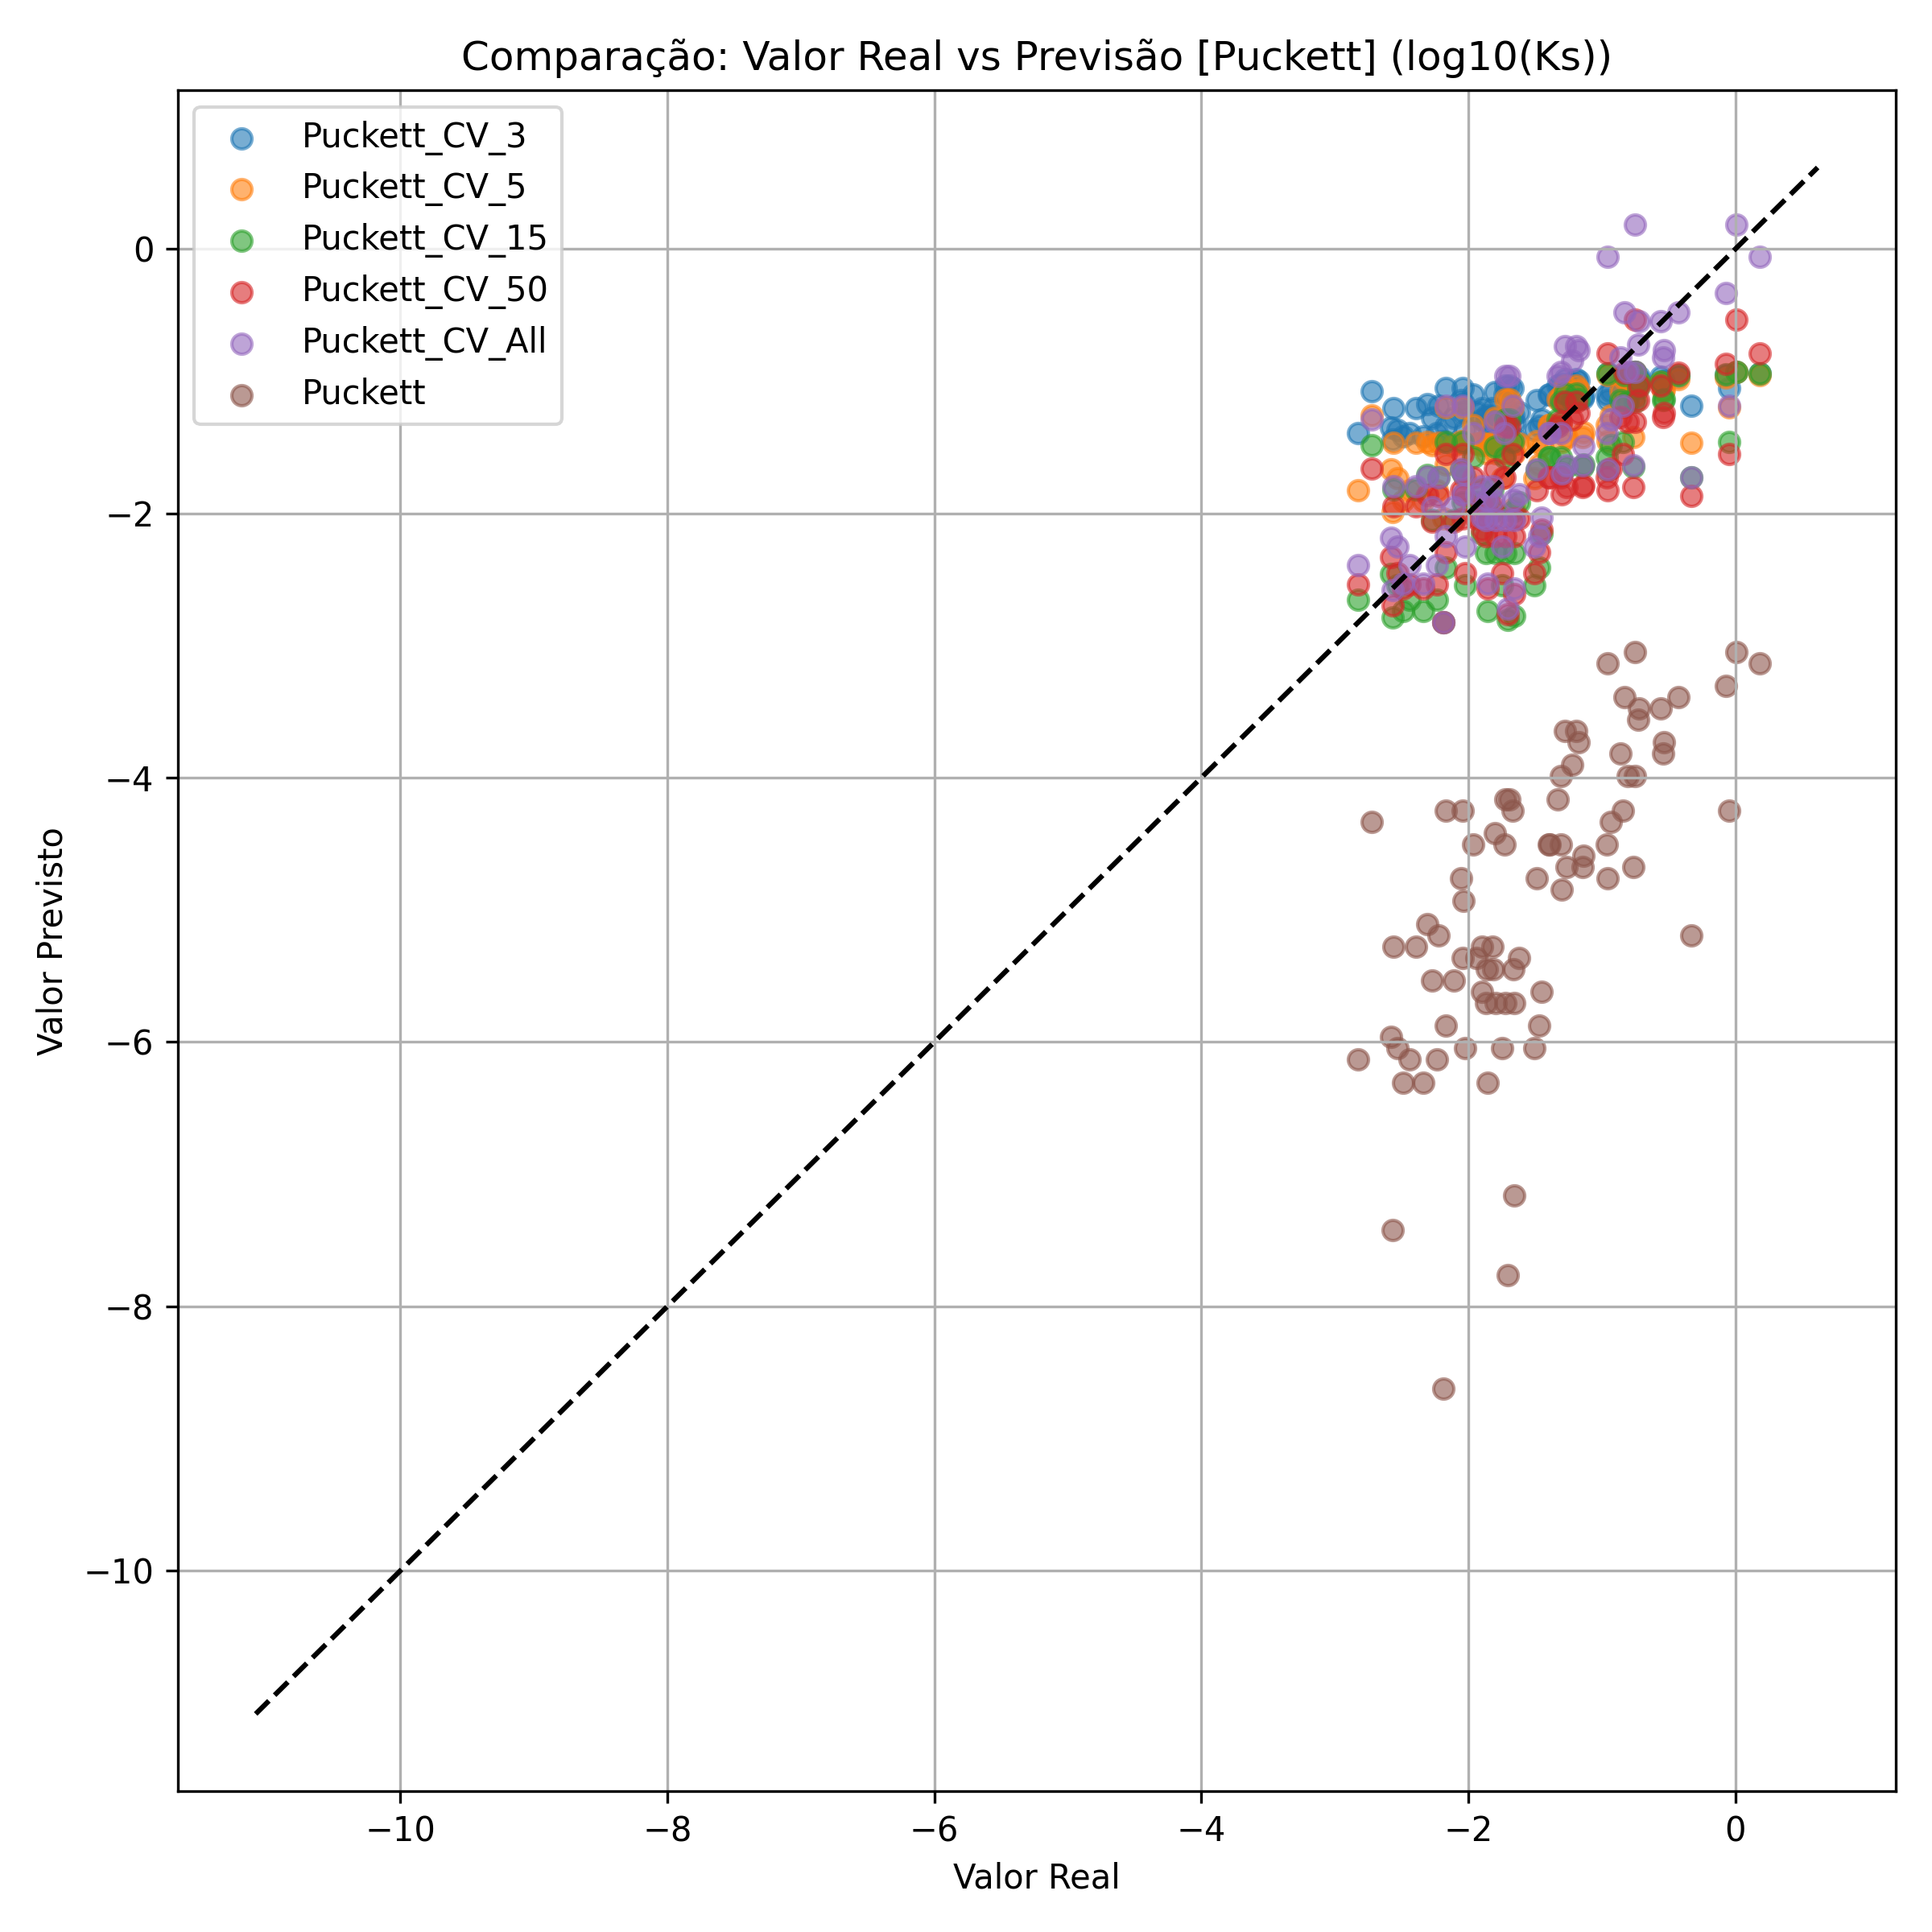 Comparação: Valor Real vs Previsão [Puckett] (log10(Ks))
Puckett_CV_3
Puckett_CV_5
Puckett_CV_15
Puckett_CV_50
Puckett_CV_All
Puckett
0
−2
−4
−6
−8
−10
Valor Previsto
−10
−8
−6
−4
−2
0
Valor Real